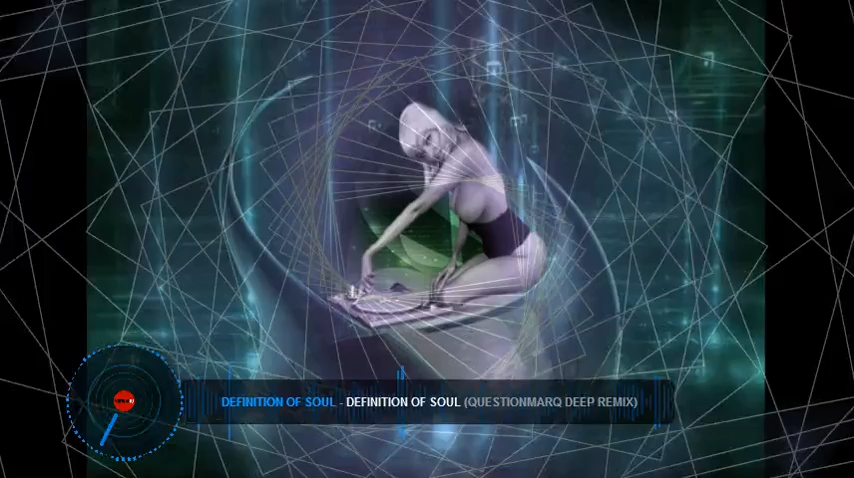 DEFINITION OF SOUL - DEFINITION OF SOUL (QUESTIONMARQ DEEP REMIX)